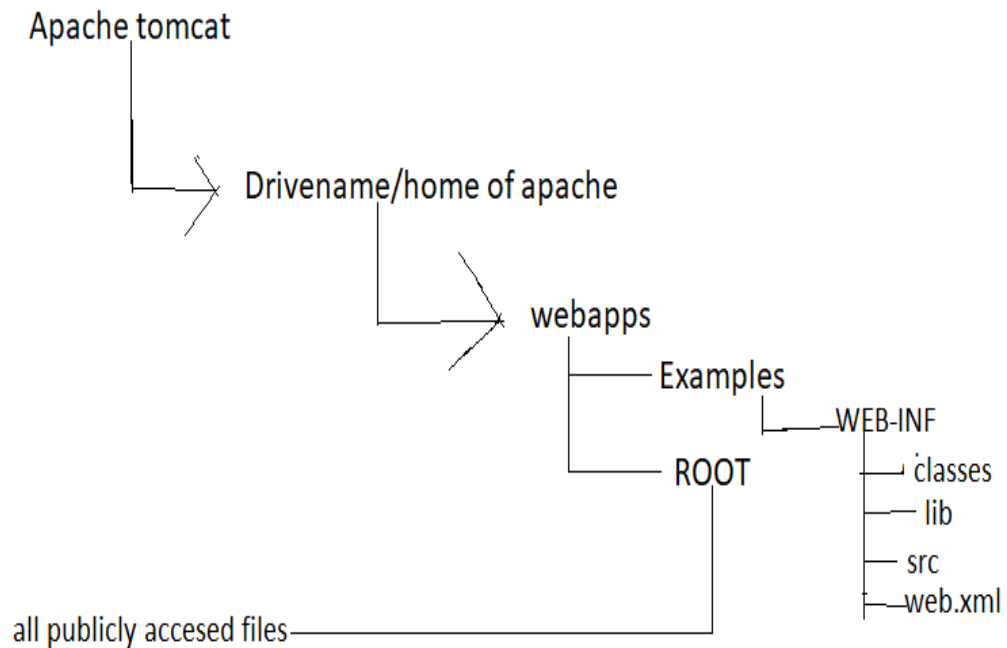 Apache tomcat
Drivename/home of apache
webapps
Examples
WEB-INF
ROOT
classes
lib
src
web.xml
all publicly accesed files